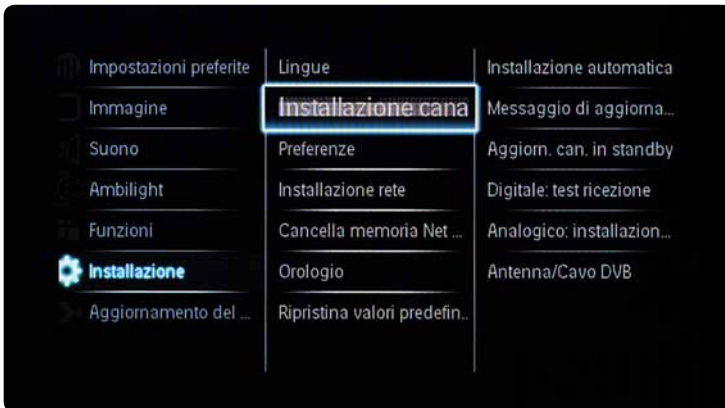 Impostazioni preferite
Immagine
Suono
Ambilight
Funzioni
Installazione
Aggiornamento del ...
Lingue
Installazione cana
Preferenze
Installazione rete
Cancella memoria Net ...
Orologio
Ripristina valori predefin..
Installazione automatica
Messaggio di aggiorna...
Aggiorn. can. in standby
Digitale: test ricezione
Analogico: installazion...
Antenna/Cavo DVB